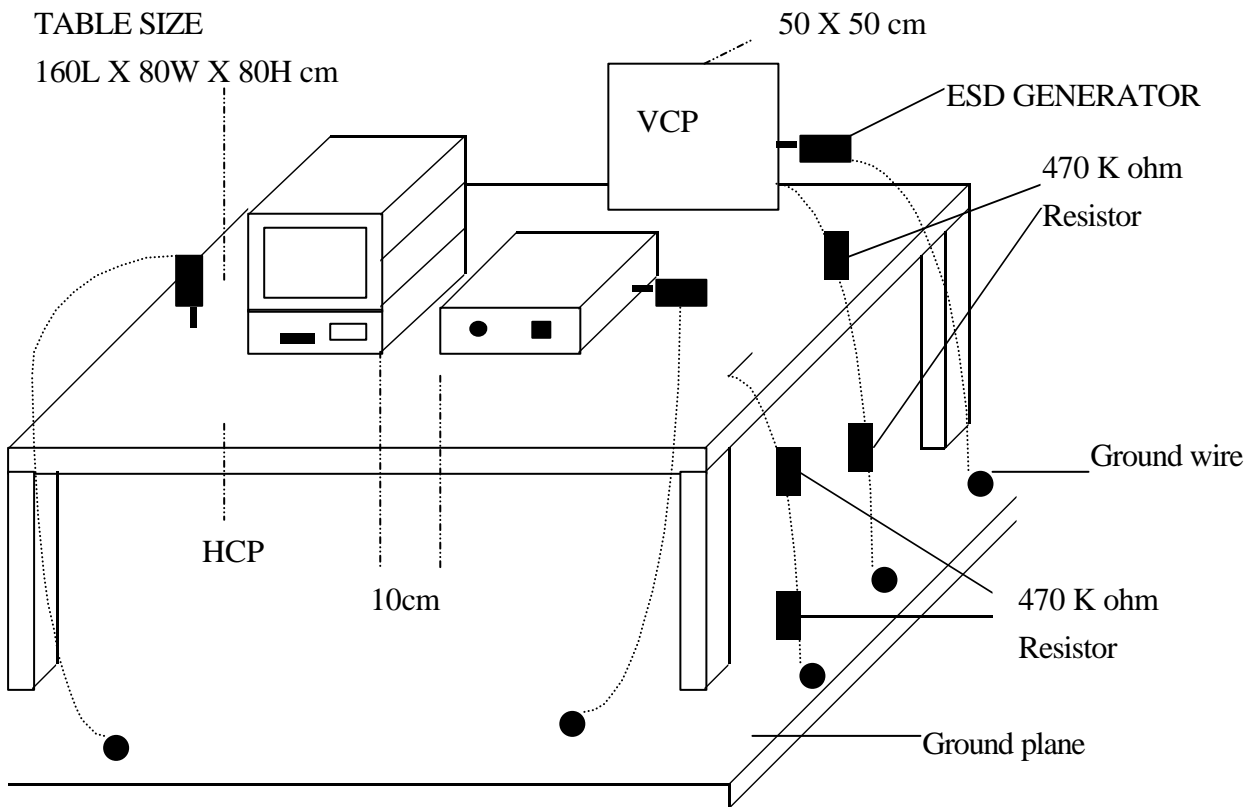 TABLE SIZE
160L X 80W X 80H cm
50 X 50 cm
VCP
ESD GENERATOR
470 K ohm
Resistor
Ground wire
HCP
10cm
470 K ohm
Resistor
Ground plane